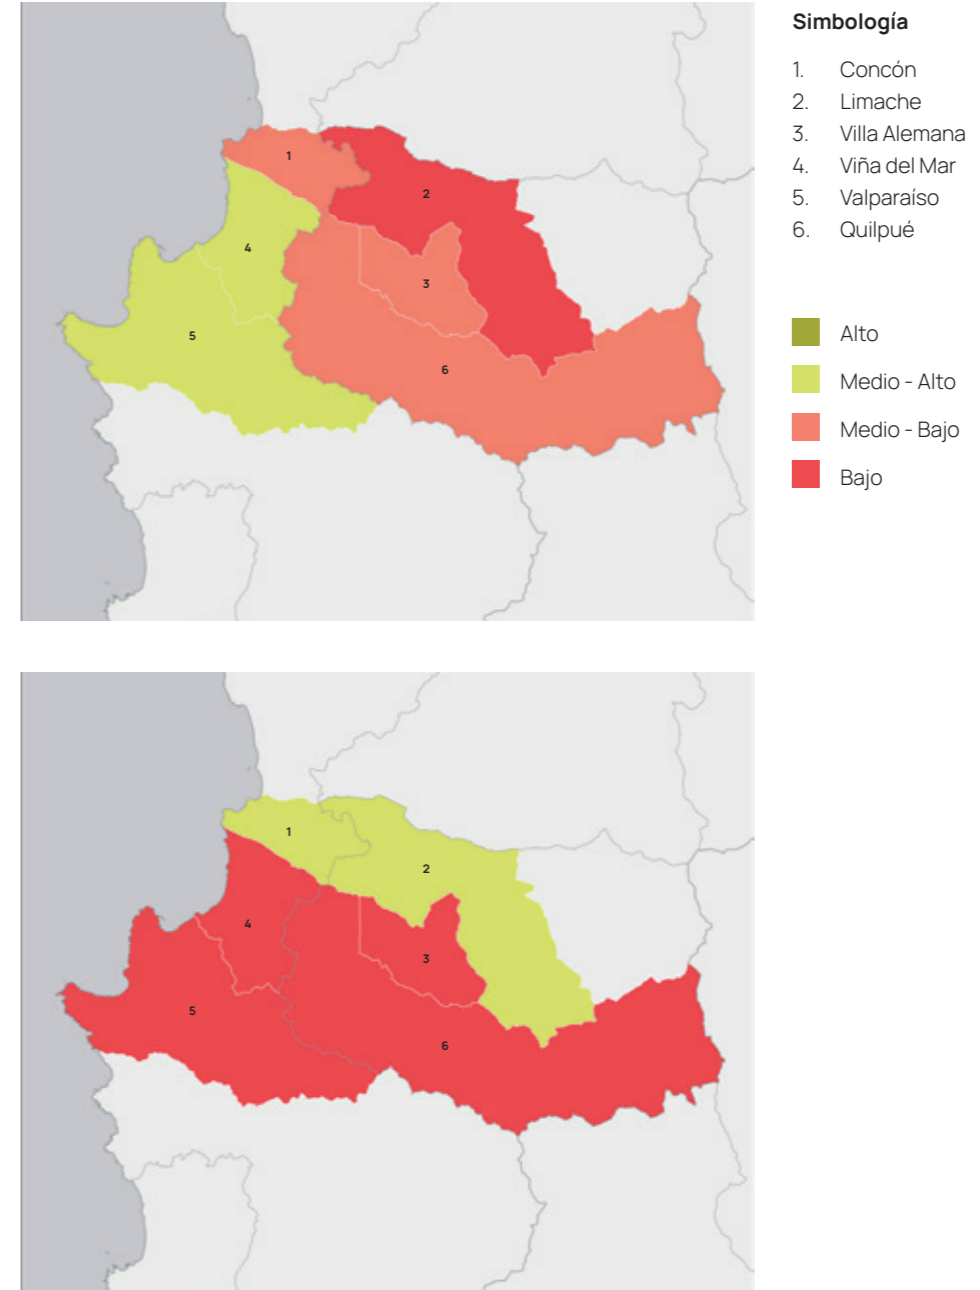 Simbología
1. Concón
2. Limache
3. Villa Alemana
4. Viña del Mar
5. Valparaíso
6. Quilpué
Alto
Medio - Alto
Medio - Bajo
Bajo
1
2
4
3
5
6
1
2
4
3
5
6